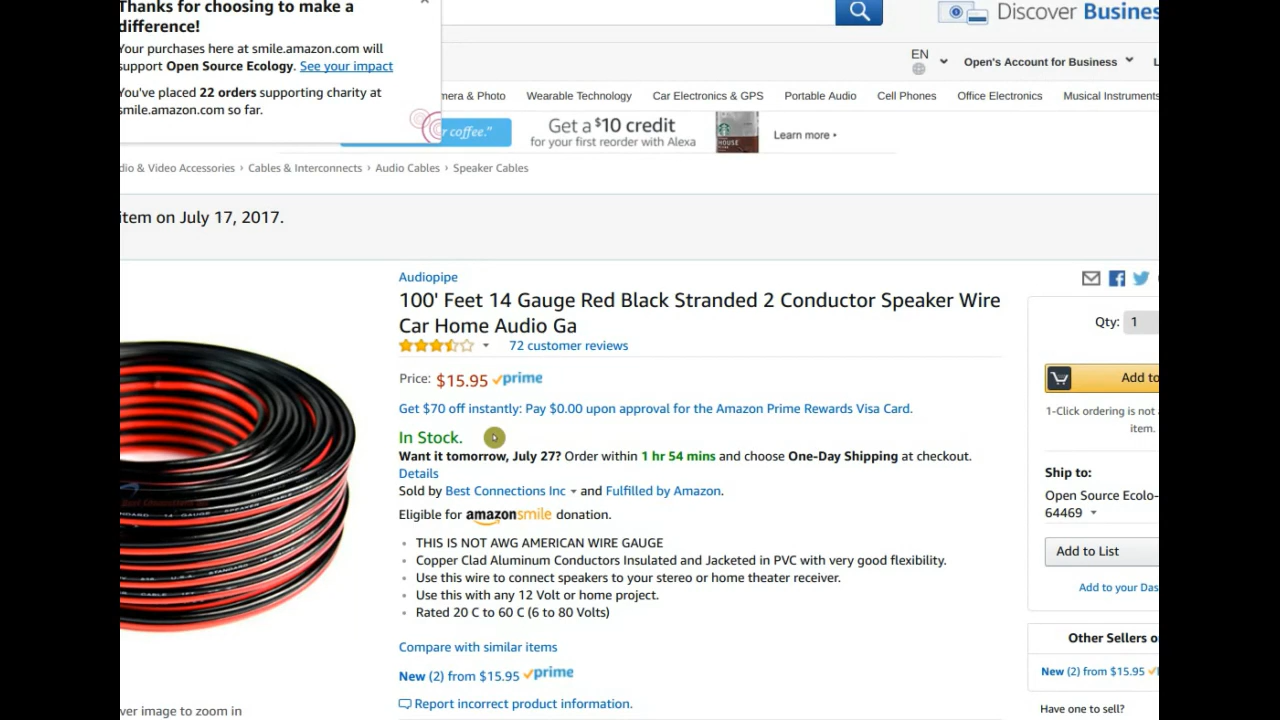 Thanks for choosing to make a
difference!
Your purchases here at smile.amazon.com will
support Open Source Ecology. See your impact
You've placed 22 orders supporting charity at
smile.amazon.com so far.
Discover Busines
EN
Open's Account for Business
mera & Photo Wearable Technology Car Electronics & GPS Portable Audio Cell Phones Office Electronics Musical Instruments
r coffee."
Get a $10 credit
for your first reorder with Alexa
Learn more ›
dio & Video Accessories › Cables & Interconnects › Audio Cables › Speaker Cables
item on July 17, 2017.
Audiopipe
100' Feet 14 Gauge Red Black Stranded 2 Conductor Speaker Wire
Car Home Audio Ga
72 customer reviews
Price: $15.95 prime
Get $70 off instantly: Pay $0.00 upon approval for the Amazon Prime Rewards Visa Card.
In Stock.
Want it tomorrow, July 27? Order within 1 hr 54 mins and choose One-Day Shipping at checkout.
Details
Sold by Best Connections Inc and Fulfilled by Amazon.
Eligible for amazonsmile donation.
• THIS IS NOT AWG AMERICAN WIRE GAUGE
• Copper Clad Aluminum Conductors Insulated and Jacketed in PVC with very good flexibility.
• Use this wire to connect speakers to your stereo or home theater receiver.
• Use this with any 12 Volt or home project.
• Rated 20 C to 60 C (6 to 80 Volts)
Compare with similar items
New (2) from $15.95 prime
Report incorrect product information.
ver image to zoom in
Qty: 1
Add to
1-Click ordering is not a
item.
Ship to:
Open Source Ecolo-
64469
Add to List
Add to your Das
Other Sellers o
New (2) from $15.95
Have one to sell?